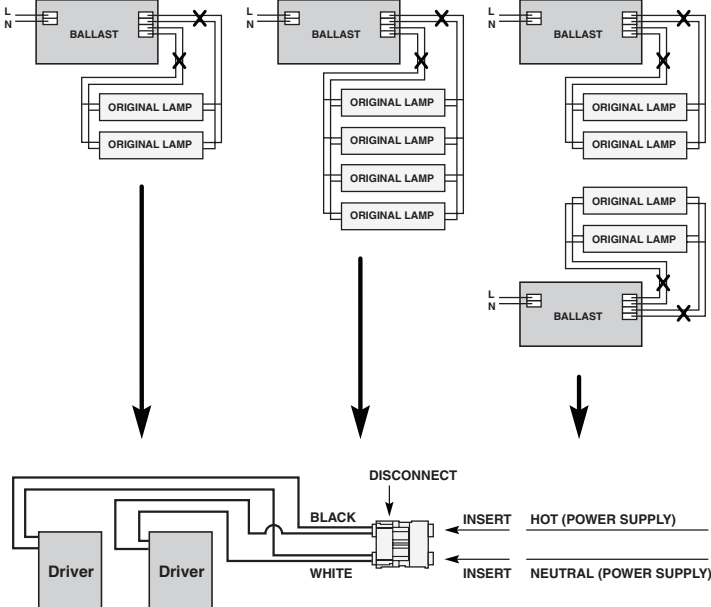 L
N
BALLAST
ORIGINAL LAMP
ORIGINAL LAMP
L
N
BALLAST
ORIGINAL LAMP
ORIGINAL LAMP
ORIGINAL LAMP
ORIGINAL LAMP
L
N
BALLAST
ORIGINAL LAMP
ORIGINAL LAMP
ORIGINAL LAMP
ORIGINAL LAMP
L
N
BALLAST
DISCONNECT
BLACK
INSERT HOT (POWER SUPPLY)
Driver
Driver
WHITE
INSERT NEUTRAL (POWER SUPPLY)